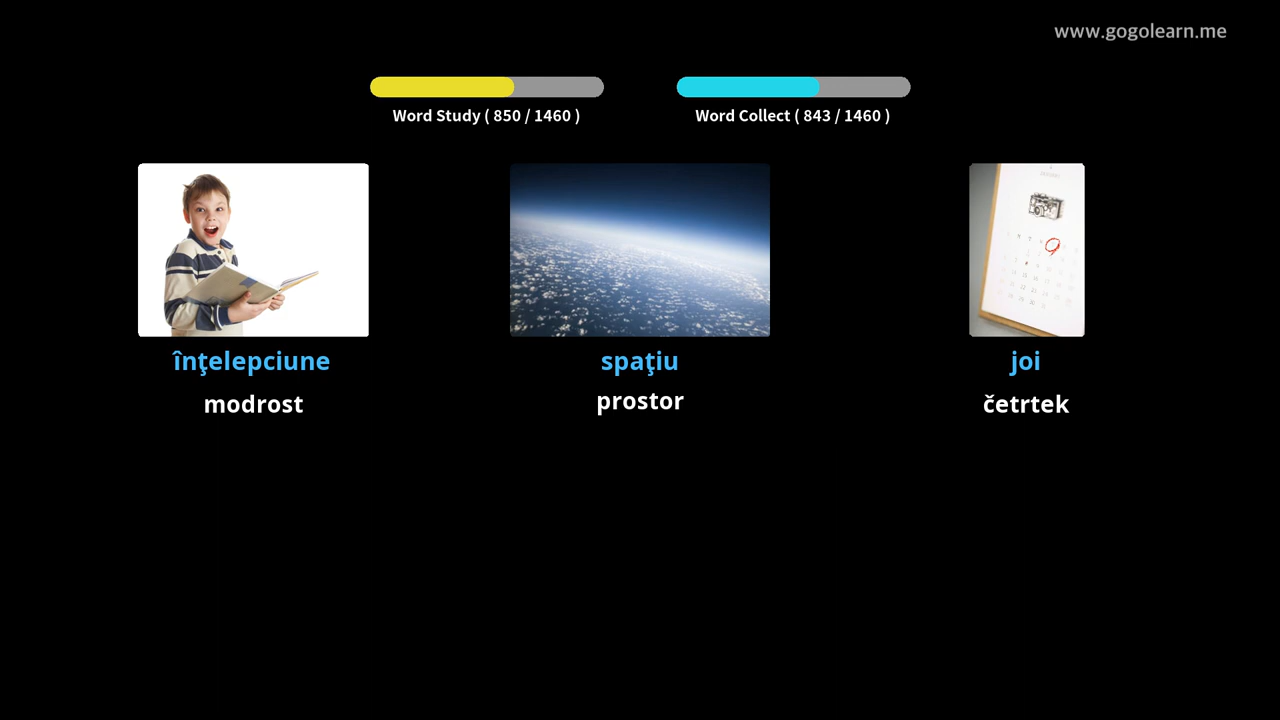 www.gogolearn.me
Word Study ( 850 / 1460 )
Word Collect ( 843 / 1460 )
înţelepciune
spaţiu
joi
modrost
prostor
četrtek